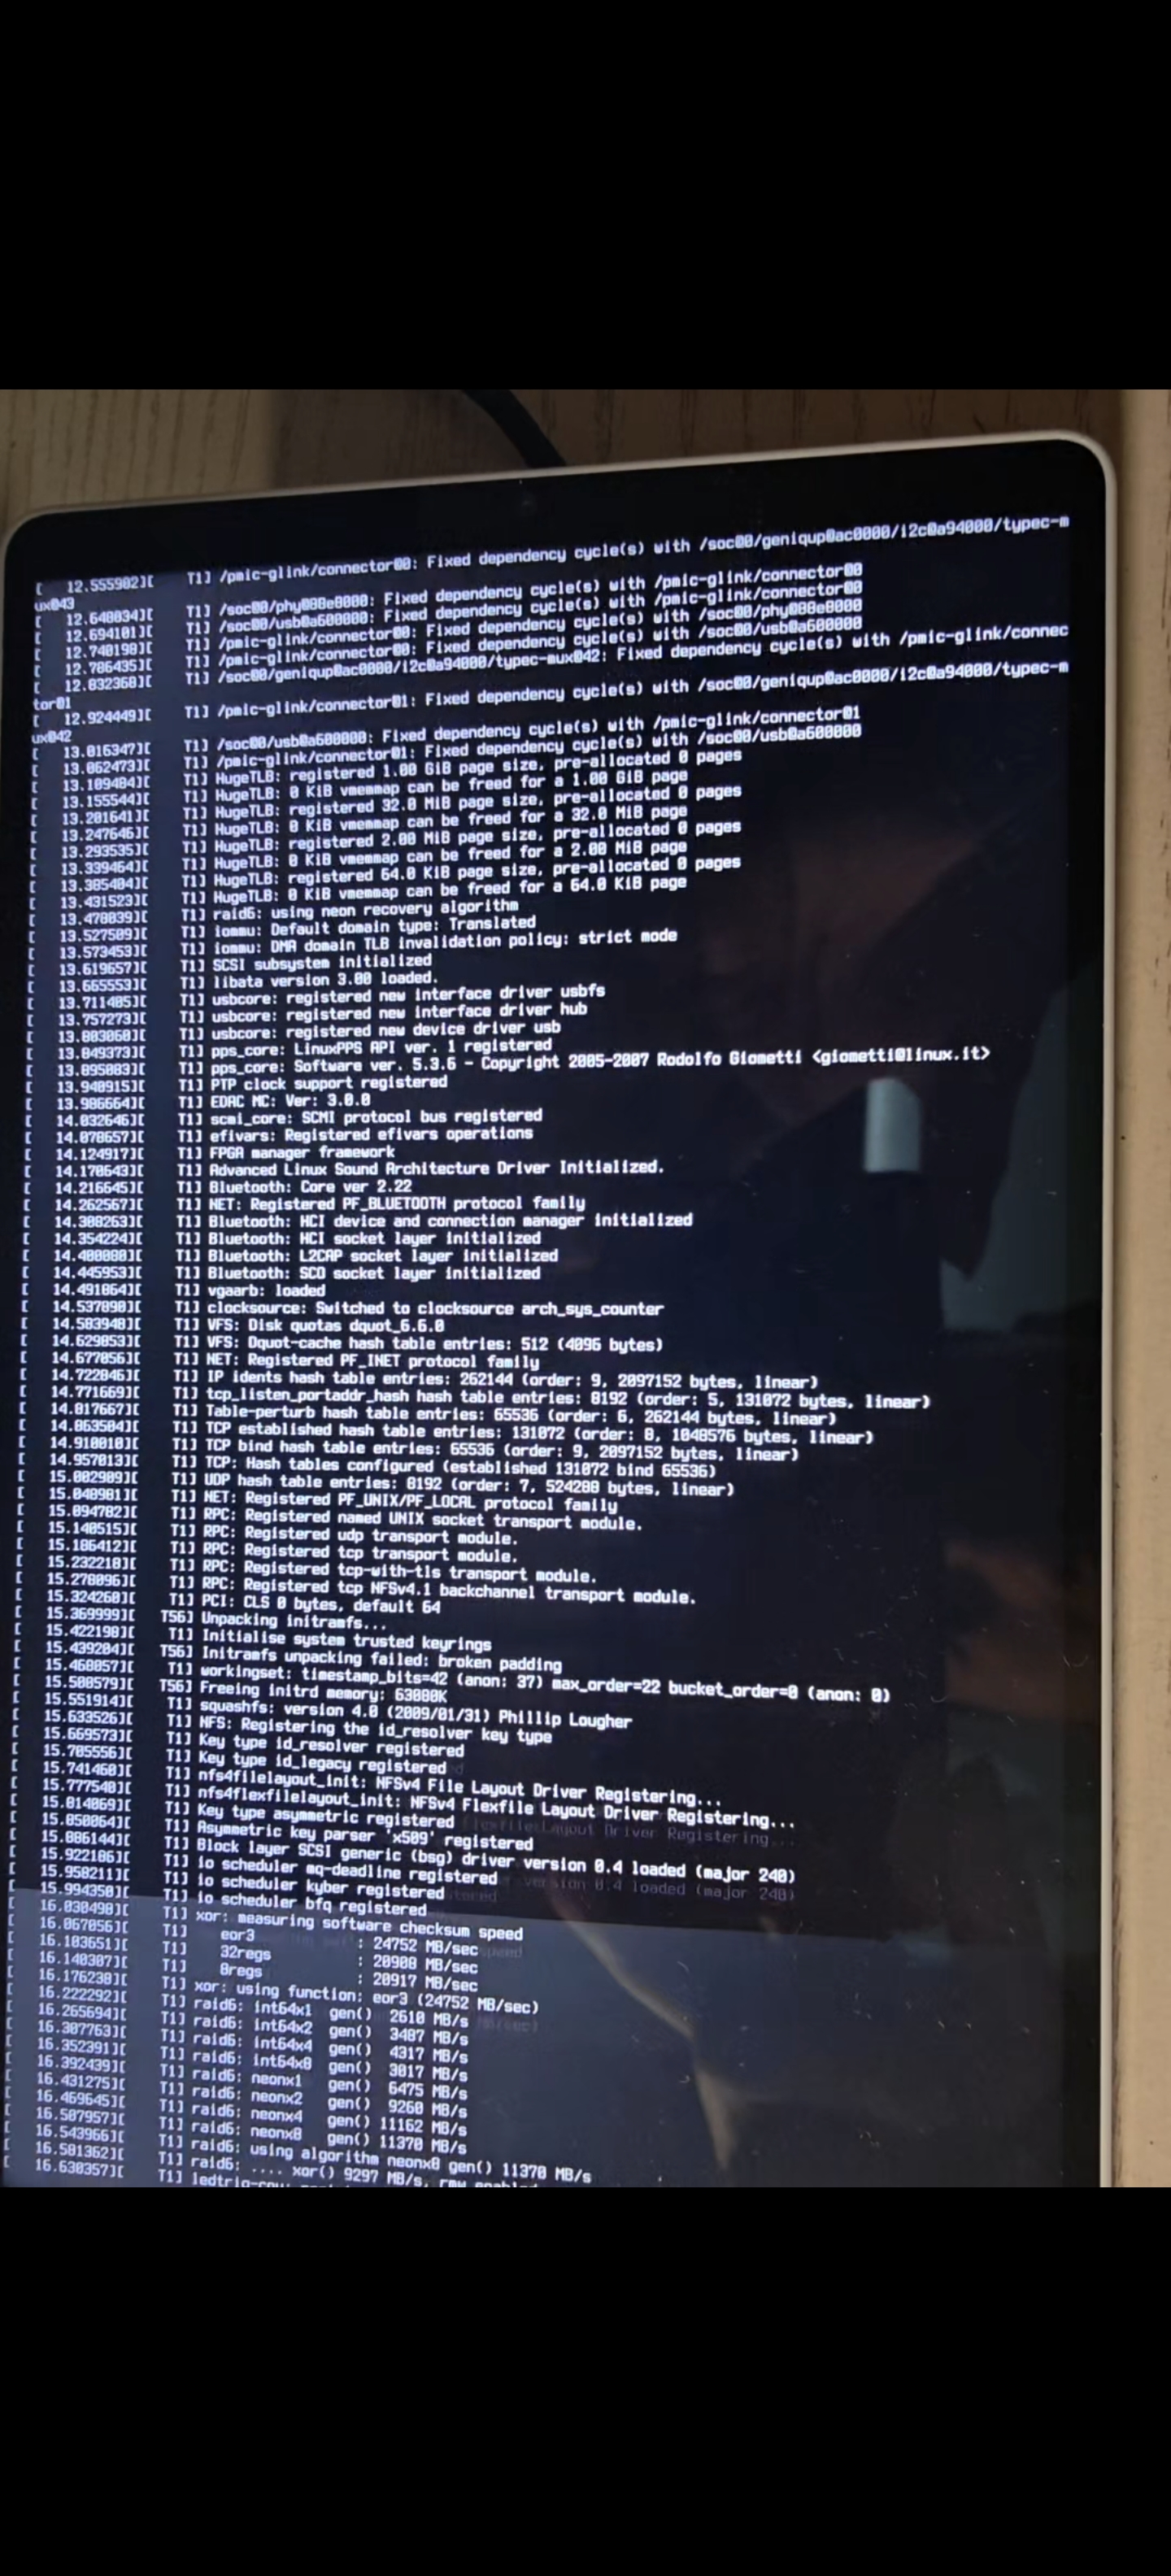 [   12.555902][    T1] /pmic-glink/connector@0: Fixed dependency cycle(s) with /soc@0/geniqup@ac0000/i2c@a94000/typec-m
ux@43
[   12.648034][    T1] /soc@0/phy@88e8000: Fixed dependency cycle(s) with /pmic-glink/connector@0
[   12.694101][    T1] /soc@0/usb@a600000: Fixed dependency cycle(s) with /pmic-glink/connector@0
[   12.740198][    T1] /pmic-glink/connector@0: Fixed dependency cycle(s) with /soc@0/phy@88e8000
[   12.786435][    T1] /pmic-glink/connector@0: Fixed dependency cycle(s) with /soc@0/usb@a600000
[   12.832368][    T1] /soc@0/geniqup@ac0000/i2c@a94000/typec-mux@42: Fixed dependency cycle(s) with /pmic-glink/connec
tor@1
[   12.924449][    T1] /pmic-glink/connector@1: Fixed dependency cycle(s) with /soc@0/geniqup@ac0000/i2c@a94000/typec-m
ux@42
[   13.016347][    T1] /soc@0/usb@a600000: Fixed dependency cycle(s) with /pmic-glink/connector@1
[   13.062473][    T1] /pmic-glink/connector@1: Fixed dependency cycle(s) with /soc@0/usb@a600000
[   13.109484][    T1] HugeTLB: registered 1.00 GiB page size, pre-allocated 0 pages
[   13.155544][    T1] HugeTLB: 0 KiB vmemmap can be freed for a 1.00 GiB page
[   13.201641][    T1] HugeTLB: registered 32.0 MiB page size, pre-allocated 0 pages
[   13.247646][    T1] HugeTLB: 0 KiB vmemmap can be freed for a 32.0 MiB page
[   13.293535][    T1] HugeTLB: registered 2.00 MiB page size, pre-allocated 0 pages
[   13.339464][    T1] HugeTLB: 0 KiB vmemmap can be freed for a 2.00 MiB page
[   13.385404][    T1] HugeTLB: registered 64.0 KiB page size, pre-allocated 0 pages
[   13.431523][    T1] HugeTLB: 0 KiB vmemmap can be freed for a 64.0 KiB page
[   13.478039][    T1] raid6: using neon recovery algorithm
[   13.527509][    T1] iommu: Default domain type: Translated
[   13.573453][    T1] iommu: DMA domain TLB invalidation policy: strict mode
[   13.619657][    T1] SCSI subsystem initialized
[   13.665553][    T1] libata version 3.00 loaded.
[   13.711405][    T1] usbcore: registered new interface driver usbfs
[   13.757273][    T1] usbcore: registered new interface driver hub
[   13.803060][    T1] usbcore: registered new device driver usb
[   13.849373][    T1] pps_core: LinuxPPS API ver. 1 registered
[   13.895083][    T1] pps_core: Software ver. 5.3.6 - Copyright 2005-2007 Rodolfo Giometti <giometti@linux.it>
[   13.940915][    T1] PTP clock support registered
[   13.986664][    T1] EDAC MC: Ver: 3.0.0
[   14.032646][    T1] scmi_core: SCMI protocol bus registered
[   14.078657][    T1] efivars: Registered efivars operations
[   14.124917][    T1] FPGA manager framework
[   14.170643][    T1] Advanced Linux Sound Architecture Driver Initialized.
[   14.216645][    T1] Bluetooth: Core ver 2.22
[   14.262567][    T1] NET: Registered PF_BLUETOOTH protocol family
[   14.308263][    T1] Bluetooth: HCI device and connection manager initialized
[   14.354224][    T1] Bluetooth: HCI socket layer initialized
[   14.400080][    T1] Bluetooth: L2CAP socket layer initialized
[   14.445953][    T1] Bluetooth: SCO socket layer initialized
[   14.491864][    T1] vgaarb: loaded
[   14.537890][    T1] clocksource: Switched to clocksource arch_sys_counter
[   14.583948][    T1] VFS: Disk quotas dquot_6.6.0
[   14.629853][    T1] VFS: Dquot-cache hash table entries: 512 (4096 bytes)
[   14.677056][    T1] NET: Registered PF_INET protocol family
[   14.722846][    T1] IP idents hash table entries: 262144 (order: 9, 2097152 bytes, linear)
[   14.771669][    T1] tcp_listen_portaddr_hash hash table entries: 8192 (order: 5, 131072 bytes, linear)
[   14.817667][    T1] Table-perturb hash table entries: 65536 (order: 6, 262144 bytes, linear)
[   14.863504][    T1] TCP established hash table entries: 131072 (order: 8, 1048576 bytes, linear)
[   14.910010][    T1] TCP bind hash table entries: 65536 (order: 9, 2097152 bytes, linear)
[   14.957013][    T1] TCP: Hash tables configured (established 131072 bind 65536)
[   15.002909][    T1] UDP hash table entries: 8192 (order: 7, 524288 bytes, linear)
[   15.048981][    T1] NET: Registered PF_UNIX/PF_LOCAL protocol family
[   15.094782][    T1] RPC: Registered named UNIX socket transport module.
[   15.140515][    T1] RPC: Registered udp transport module.
[   15.186412][    T1] RPC: Registered tcp transport module.
[   15.232218][    T1] RPC: Registered tcp-with-tls transport module.
[   15.278096][    T1] RPC: Registered tcp NFSv4.1 backchannel transport module.
[   15.324260][    T1] PCI: CLS 0 bytes, default 64
[   15.369999][   T56] Unpacking initramfs...
[   15.422198][    T1] Initialise system trusted keyrings
[   15.439204][   T56] Initramfs unpacking failed: broken padding
[   15.468057][    T1] workingset: timestamp_bits=42 (anon: 37) max_order=22 bucket_order=0 (anon: 0)
[   15.508579][   T56] Freeing initrd memory: 63080K
[   15.551914][    T1] squashfs: version 4.0 (2009/01/31) Phillip Lougher
[   15.633526][    T1] NFS: Registering the id_resolver key type
[   15.669573][    T1] Key type id_resolver registered
[   15.705556][    T1] Key type id_legacy registered
[   15.741460][    T1] nfs4filelayout_init: NFSv4 File Layout Driver Registering...
[   15.777540][    T1] nfs4flexfilelayout_init: NFSv4 Flexfile Layout Driver Registering...
[   15.814069][    T1] Key type asymmetric registered
[   15.850064][    T1] Asymmetric key parser 'x509' registered
[   15.886144][    T1] Block layer SCSI generic (bsg) driver version 0.4 loaded (major 240)
[   15.922106][    T1] io scheduler mq-deadline registered
[   15.958211][    T1] io scheduler kyber registered
[   15.994350][    T1] io scheduler bfq registered
[   16.030498][    T1] xor: measuring software checksum speed
[   16.067056][    T1]    eor3            : 24752 MB/sec
[   16.103651][    T1]    32regs          : 20908 MB/sec
[   16.140307][    T1]    8regs           : 20917 MB/sec
[   16.176230][    T1] xor: using function: eor3 (24752 MB/sec)
[   16.222292][    T1] raid6: int64x1  gen()  2610 MB/s
[   16.265694][    T1] raid6: int64x2  gen()  3487 MB/s
[   16.307763][    T1] raid6: int64x4  gen()  4317 MB/s
[   16.352391][    T1] raid6: int64x8  gen()  3817 MB/s
[   16.392439][    T1] raid6: neonx1   gen()  6475 MB/s
[   16.431275][    T1] raid6: neonx2   gen()  9260 MB/s
[   16.469645][    T1] raid6: neonx4   gen() 11162 MB/s
[   16.507957][    T1] raid6: neonx8   gen() 11370 MB/s
[   16.543966][    T1] raid6: using algorithm neonx8 gen() 11370 MB/s
[   16.581362][    T1] raid6: .... xor() 9297 MB/s, rmw enabled
[   16.630357][    T1] ledtrig-cpu: